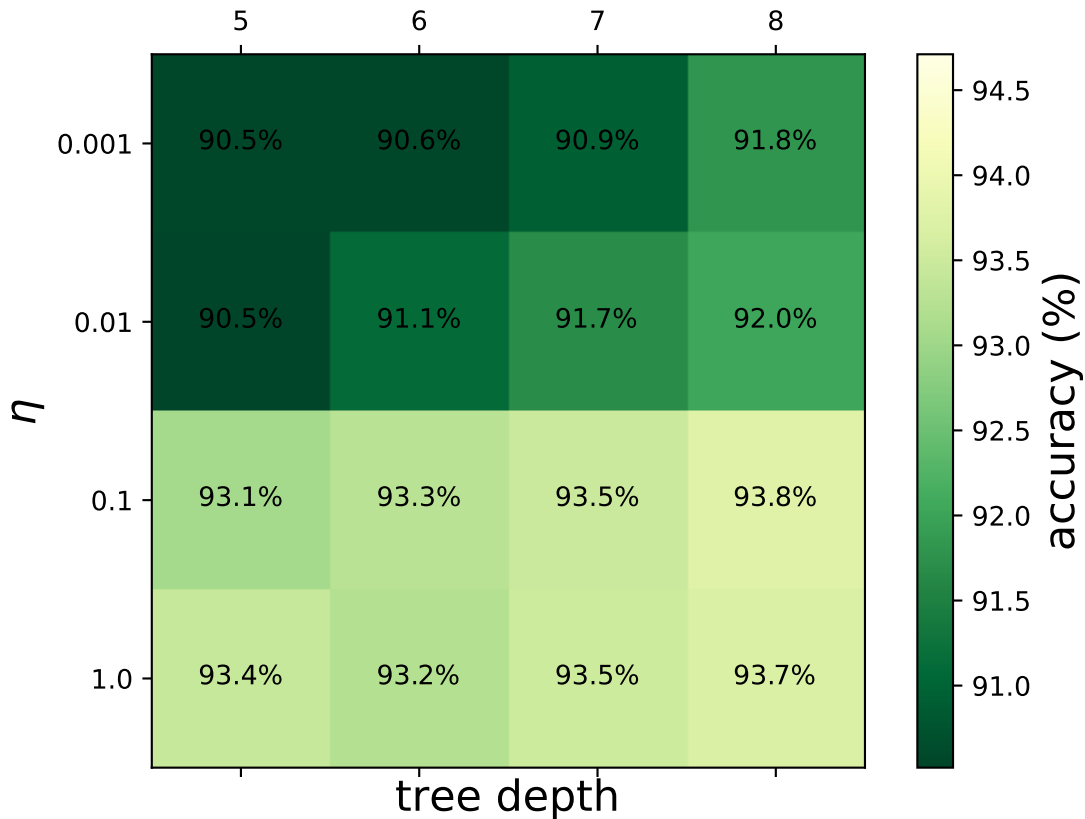 5 6 7 8
0.001 90.5% 90.6% 90.9% 91.8%
0.01 90.5% 91.1% 91.7% 92.0%
0.1 93.1% 93.3% 93.5% 93.8%
1.0 93.4% 93.2% 93.5% 93.7%
η
tree depth
94.5
94.0
93.5
93.0
92.5
92.0
91.5
91.0
accuracy (%)